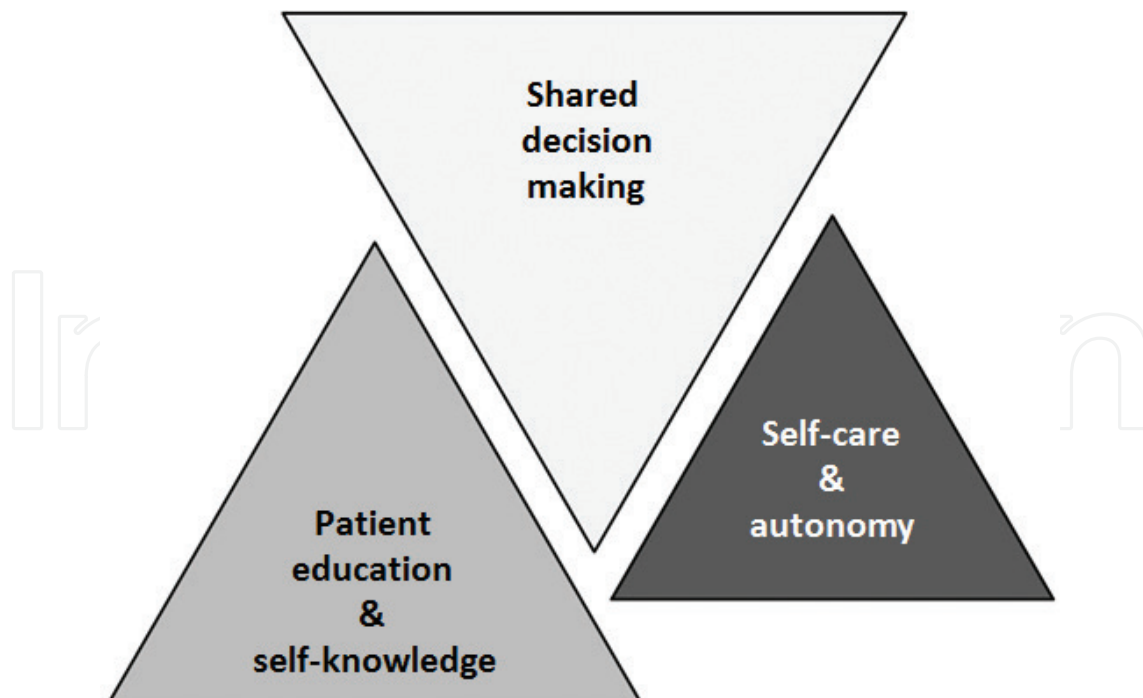 Shared
decision
making
Self-care
&
autonomy
Patient
education
&
self-knowledge